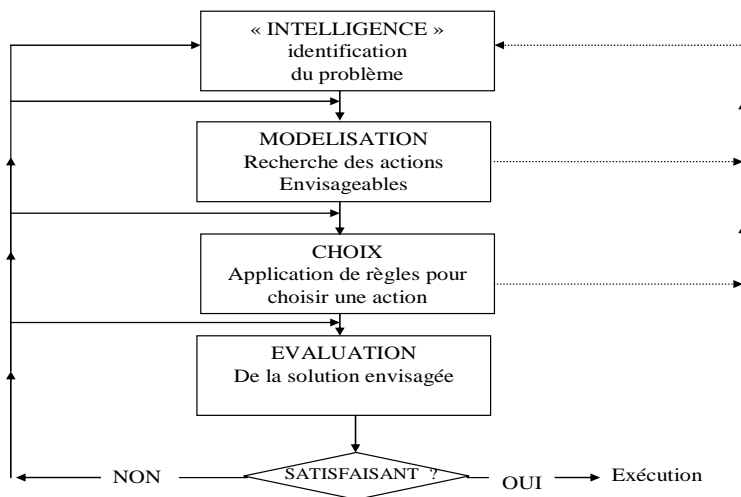 « INTELLIGENCE »
identification
du problème
MODELISATION
Recherche des actions
Envisageables
CHOIX
Application de règles pour
choisir une action
EVALUATION
De la solution envisagée
NON
SATISFAISANT ?
OUI
Exécution